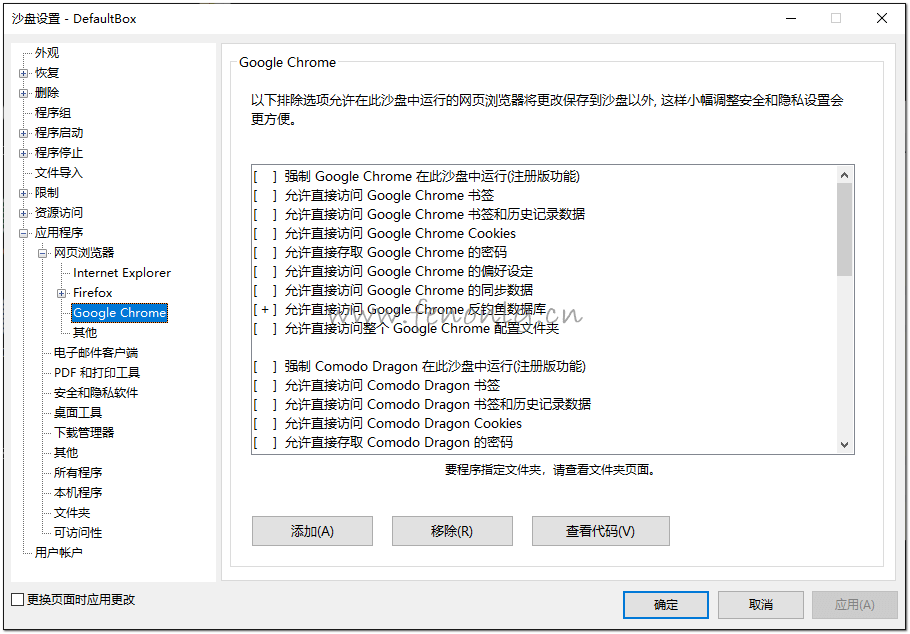 沙盘设置 - DefaultBox
外观
恢复
删除
程序组
程序启动
程序停止
文件导入
限制
资源访问
应用程序
网页浏览器
Internet Explorer
Firefox
Google Chrome
其他
电子邮件客户端
PDF 和打印工具
安全和隐私软件
桌面工具
下载管理器
其他
所有程序
本机程序
文件夹
可访问性
用户帐户
Google Chrome
以下排除选项允许在此沙盘中运行的网页浏览器将更改保存到沙盘以外, 这样小幅调整安全和隐私设置会
更方便。
[ ] 强制 Google Chrome 在此沙盘中运行(注册版功能)
[ ] 允许直接访问 Google Chrome 书签
[ ] 允许直接访问 Google Chrome 书签和历史记录数据
[ ] 允许直接访问 Google Chrome Cookies
[ ] 允许直接存取 Google Chrome 的密码
[ ] 允许直接访问 Google Chrome 的偏好设定
[ ] 允许直接访问 Google Chrome 的同步数据
[+] 允许直接访问 Google Chrome 反钓鱼数据库
[ ] 允许直接访问整个 Google Chrome 配置文件夹
[ ] 强制 Comodo Dragon 在此沙盘中运行(注册版功能)
[ ] 允许直接访问 Comodo Dragon 书签
[ ] 允许直接访问 Comodo Dragon 书签和历史记录数据
[ ] 允许直接访问 Comodo Dragon Cookies
[ ] 允许直接存取 Comodo Dragon 的密码
要程序指定文件夹，请查看文件夹页面。
添加(A)
移除(R)
查看代码(V)
更换页面时应用更改
确定
取消
应用(A)